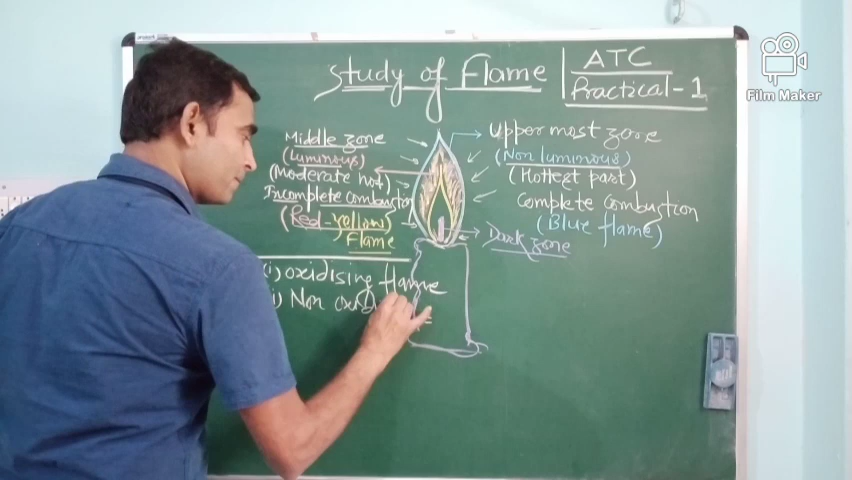 Study of Flame
ATC
Practical-1
Film Maker
Middle zone
(Luminous)
(Moderate hot)
Incomplete combustion
(Red-yellow)
Flame
Upper most zone
(Non luminous)
(Hottest part)
Complete Combustion
(Blue flame)
Dark zone
(i) oxidising flame
i) Non